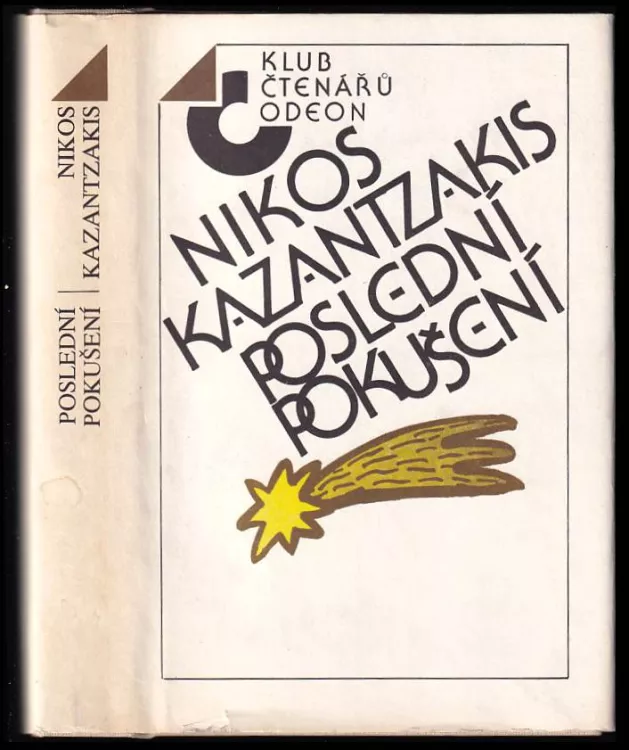 NIKOS
KAZANTZAKIS
POSLEDNÍ
POKUŠENÍ
KLUB
ČTENÁŘŮ
ODEON
NIKOS
KAZANTZAKIS
POSLEDNÍ
POKUŠENÍ